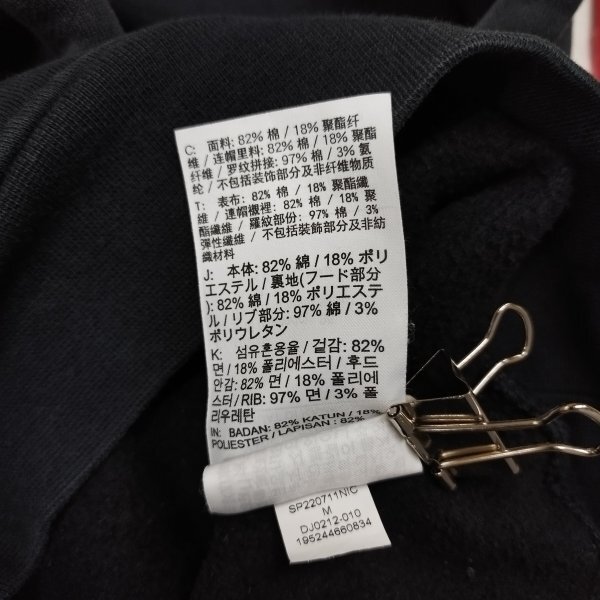 C: 面料: 82% 棉 / 18% 聚酯纤
维 / 连帽里料: 82% 棉 / 18% 聚酯
纤维 / 罗纹拼接: 97% 棉 / 3% 氨
纶 / 不包括装饰部分及非纤维物质
T: 表布: 82% 棉 / 18% 聚酯纖
維 / 連帽襯裡: 82% 棉 / 18% 聚
酯纖維 / 羅紋部份: 97% 棉 / 3%
彈性纖維 / 不包括裝飾部分及非紡
織材料
J: 本体: 82% 綿 / 18% ポリ
エステル / 裏地(フード部分
): 82% 綿 / 18% ポリエステ
ル / リブ部分: 97% 綿 / 3%
ポリウレタン
K: 섬유혼용율 / 겉감: 82%
면 / 18% 폴리에스터 / 후드
안감: 82% 면 / 18% 폴리에
스터 / RIB: 97% 면 / 3% 폴
리우레탄
IN: BADAN: 82% KATUN / 18%
POLIESTER / LAPISAN : 82%
SP220711NIC
M
DJ0212-010
195244660834